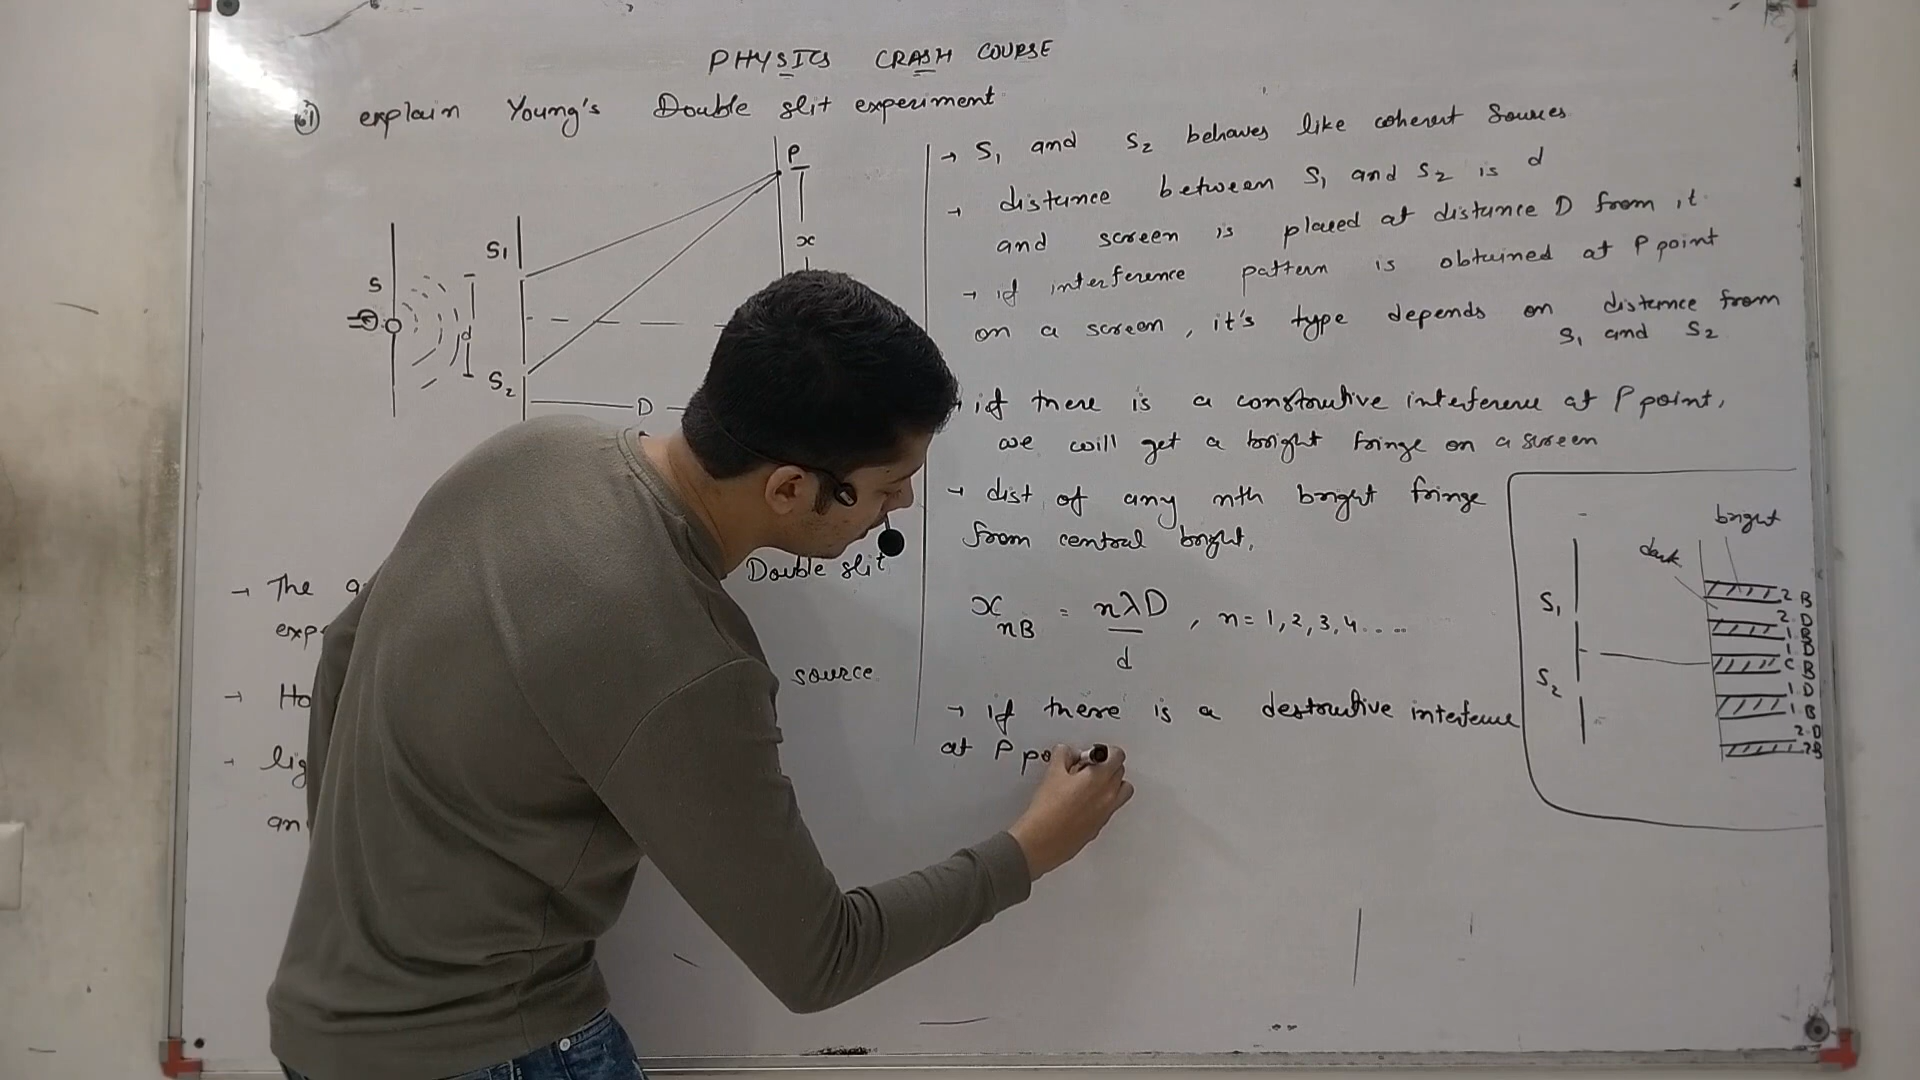 PHYSICS CRASH COURSE
61) explain Young's Double slit experiment
P
x
S1
S
d
S2
D
Double slit
→ The
source
→ Ho
→ lig
an
→ S1 and S2 behaves like coherent Sources
→ distance between S1 and S2 is d
and screen is placed at distance D from it.
→ if interference pattern is obtained at P point
on a screen, it's type depends on distance from
S1 and S2
→ if there is a constructive interference at P point,
we will get a bright fringe on a screen
→ dist of any nth bright fringe
from central bright.
xnB = nλD/d , n = 1, 2, 3, 4 ....
→ if there is a destructive interference
at P po
bright
dark
S1
S2
2 B
2 D
1 B
1 D
C B
1 D
1 B
2 D
2B